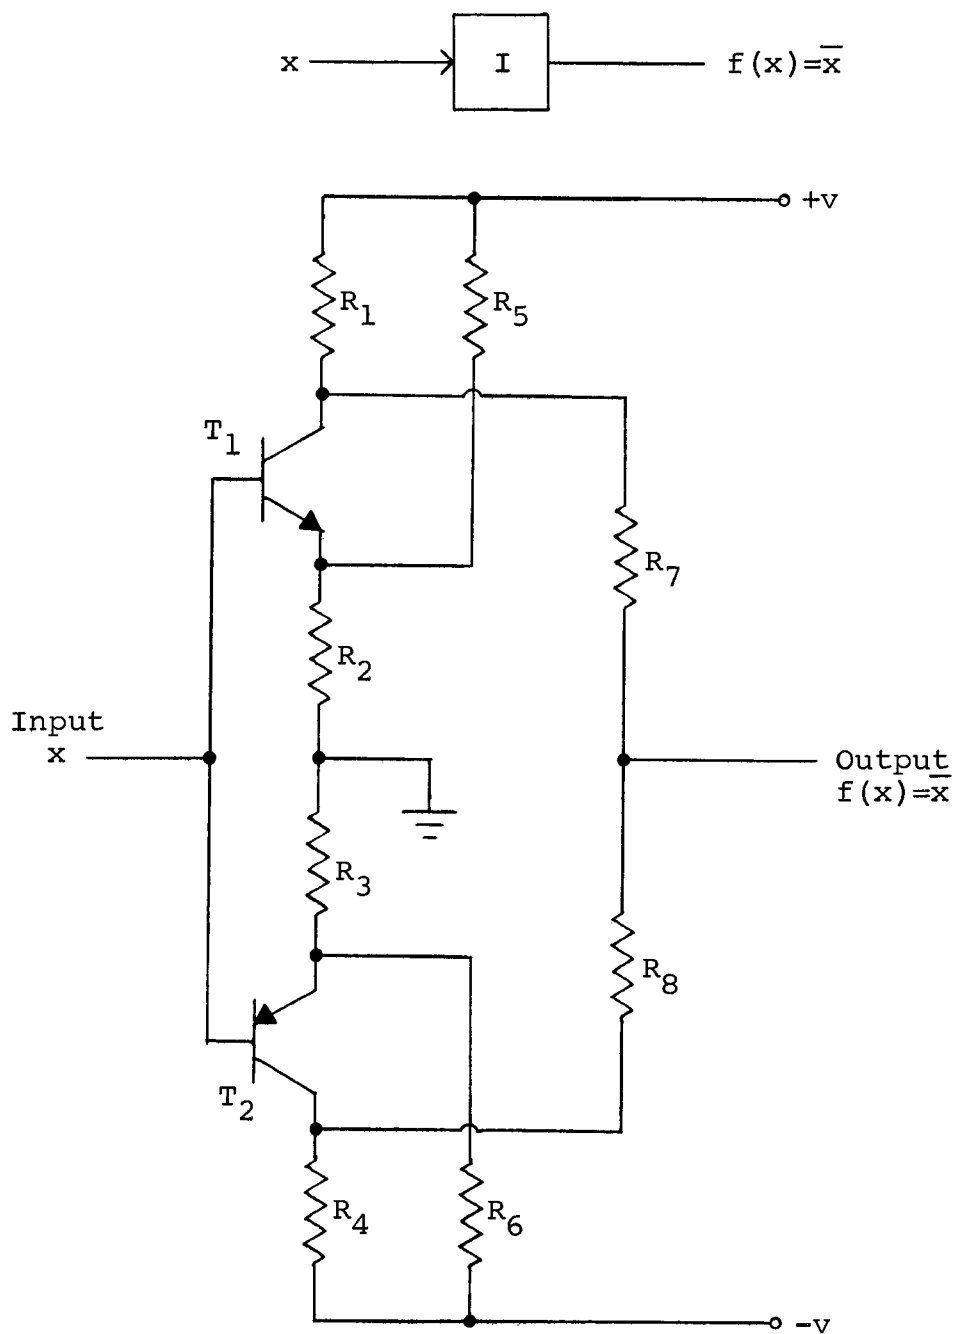 x I f(x)=x̅
+v
R1 R5
T1
R7
R2
Input
x
Output
f(x)=x̅
R3
R8
T2
R4 R6
-v